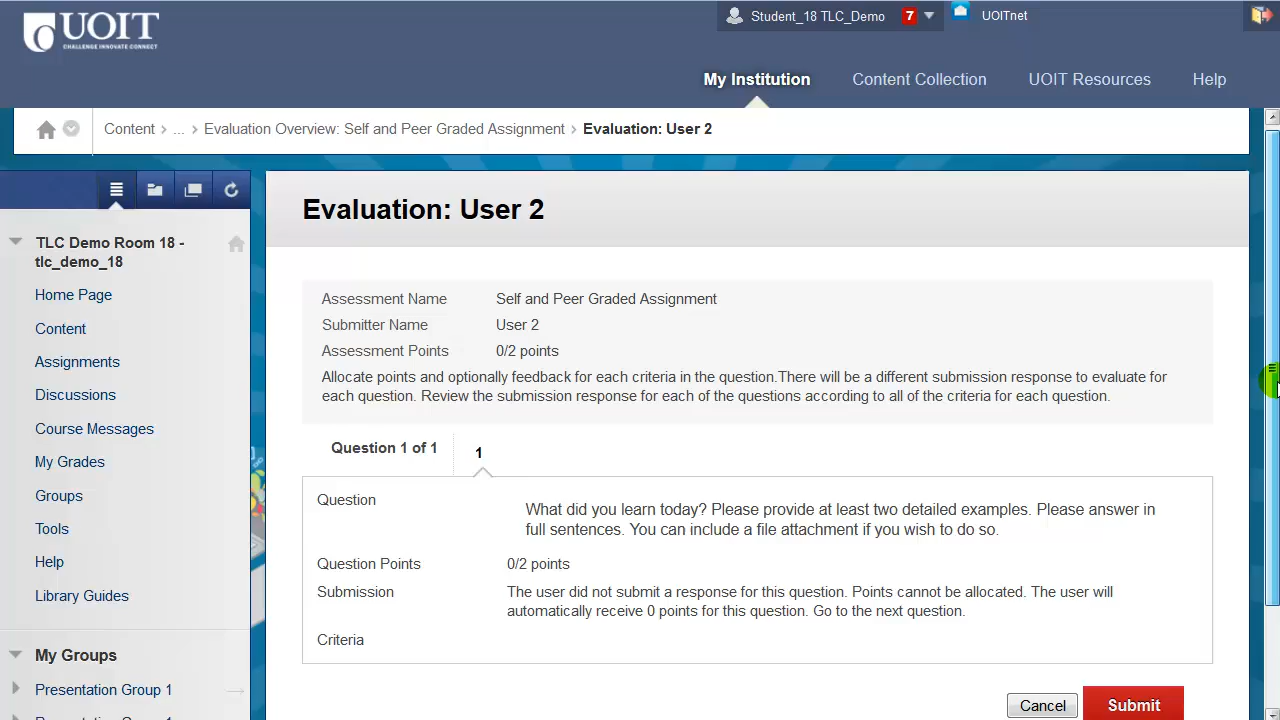 UOIT
CHALLENGE INNOVATE CONNECT
Student_18 TLC_Demo 7
UOITnet
My Institution
Content Collection
UOIT Resources
Help
Content ... Evaluation Overview: Self and Peer Graded Assignment Evaluation: User 2
TLC Demo Room 18 -
tlc_demo_18
Home Page
Content
Assignments
Discussions
Course Messages
My Grades
Groups
Tools
Help
Library Guides
My Groups
Presentation Group 1
Evaluation: User 2
Assessment Name Self and Peer Graded Assignment
Submitter Name User 2
Assessment Points 0/2 points
Allocate points and optionally feedback for each criteria in the question.There will be a different submission response to evaluate for
each question. Review the submission response for each of the questions according to all of the criteria for each question.
Question 1 of 1 1
Question
What did you learn today? Please provide at least two detailed examples. Please answer in
full sentences. You can include a file attachment if you wish to do so.
Question Points 0/2 points
Submission The user did not submit a response for this question. Points cannot be allocated. The user will
automatically receive 0 points for this question. Go to the next question.
Criteria
Cancel Submit